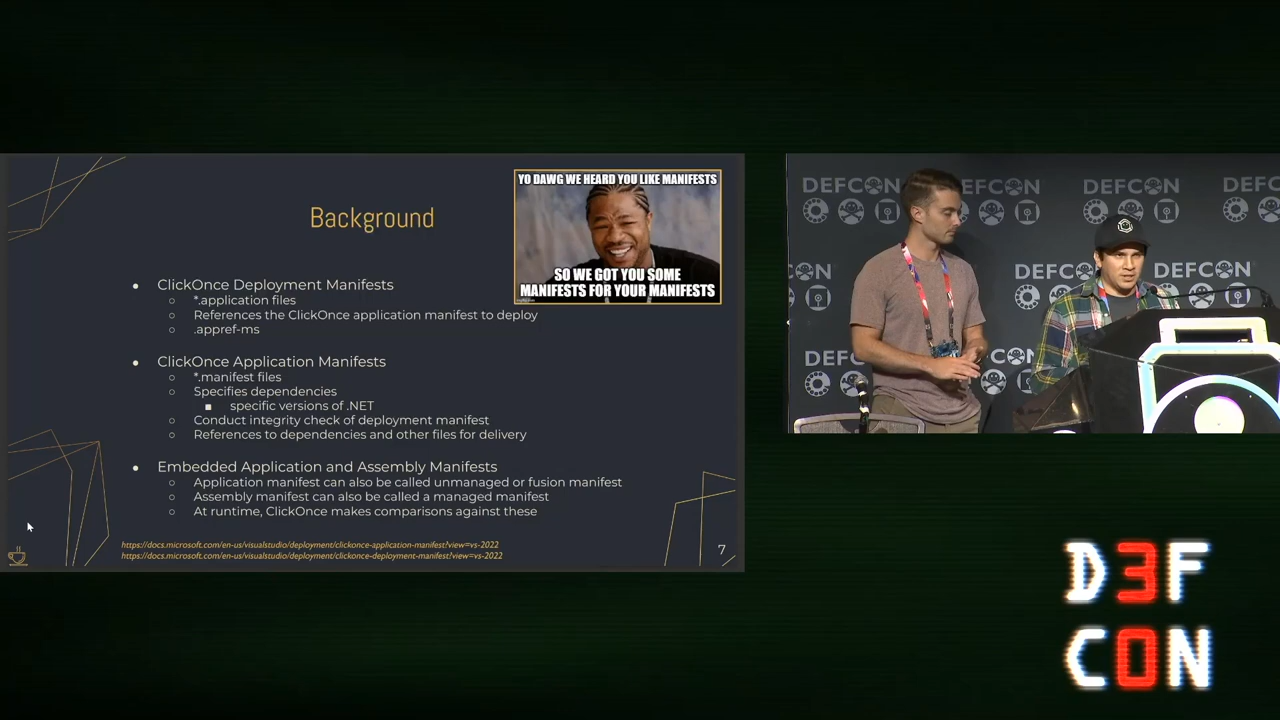 Background
YO DAWG WE HEARD YOU LIKE MANIFESTS
SO WE GOT YOU SOME
MANIFESTS FOR YOUR MANIFESTS
● ClickOnce Deployment Manifests
○ *.application files
○ References the ClickOnce application manifest to deploy
○ .appref-ms
● ClickOnce Application Manifests
○ *.manifest files
○ Specifies dependencies
■ specific versions of .NET
○ Conduct integrity check of deployment manifest
○ References to dependencies and other files for delivery
● Embedded Application and Assembly Manifests
○ Application manifest can also be called unmanaged or fusion manifest
○ Assembly manifest can also be called a managed manifest
○ At runtime, ClickOnce makes comparisons against these
https://docs.microsoft.com/en-us/visualstudio/deployment/clickonce-application-manifest?view=vs-2022
https://docs.microsoft.com/en-us/visualstudio/deployment/clickonce-deployment-manifest?view=vs-2022
7
DEFCON
DEFCON
DEFCON
DEFC
DEFCON
DEFCON
CON
DEF
CON
D3F
C0N